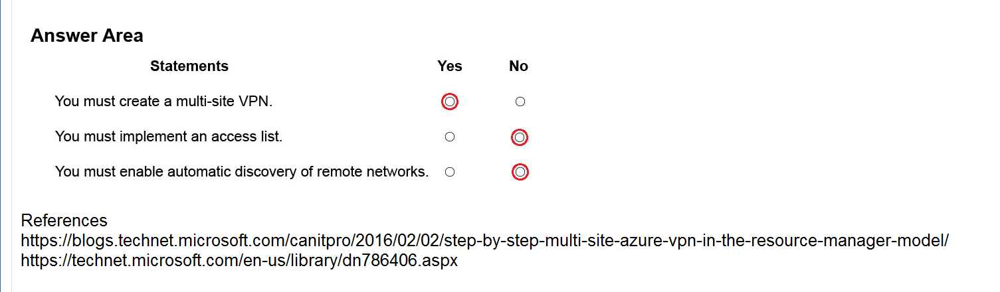 Answer Area
Statements Yes No
You must create a multi-site VPN.
You must implement an access list.
You must enable automatic discovery of remote networks.
References
https://blogs.technet.microsoft.com/canitpro/2016/02/02/step-by-step-multi-site-azure-vpn-in-the-resource-manager-model/
https://technet.microsoft.com/en-us/library/dn786406.aspx